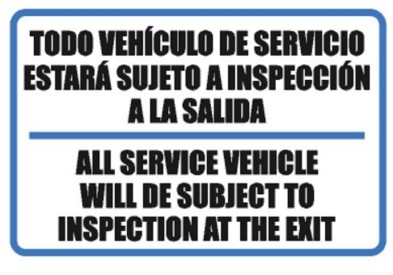 TODO VEHÍCULO DE SERVICIO
ESTARÁ SUJETO A INSPECCIÓN
A LA SALIDA
ALL SERVICE VEHICLE
WILL DE SUBJECT TO
INSPECTION AT THE EXIT